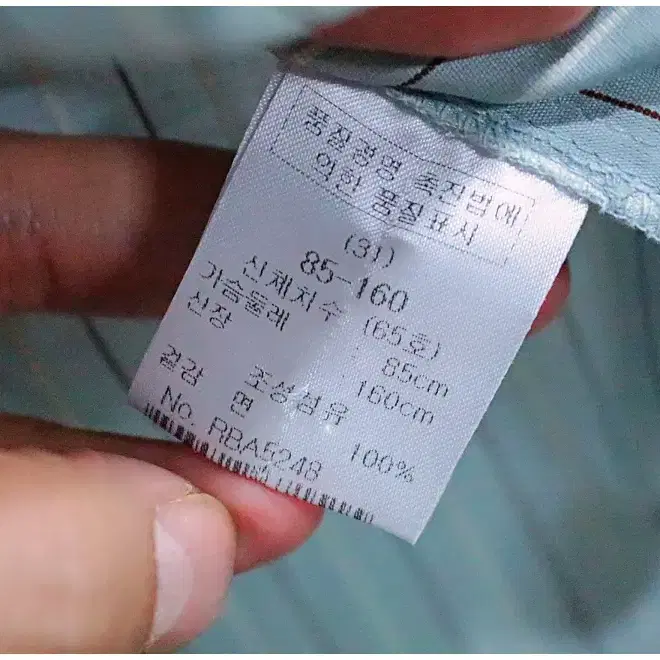 품질경영 촉진법에
의한 품질표시
(31)
85-160
신체치수 (65호)
가슴둘레 : 85cm
신장 : 160cm
조성섬유
겉감 면 100%
No. RBA5248